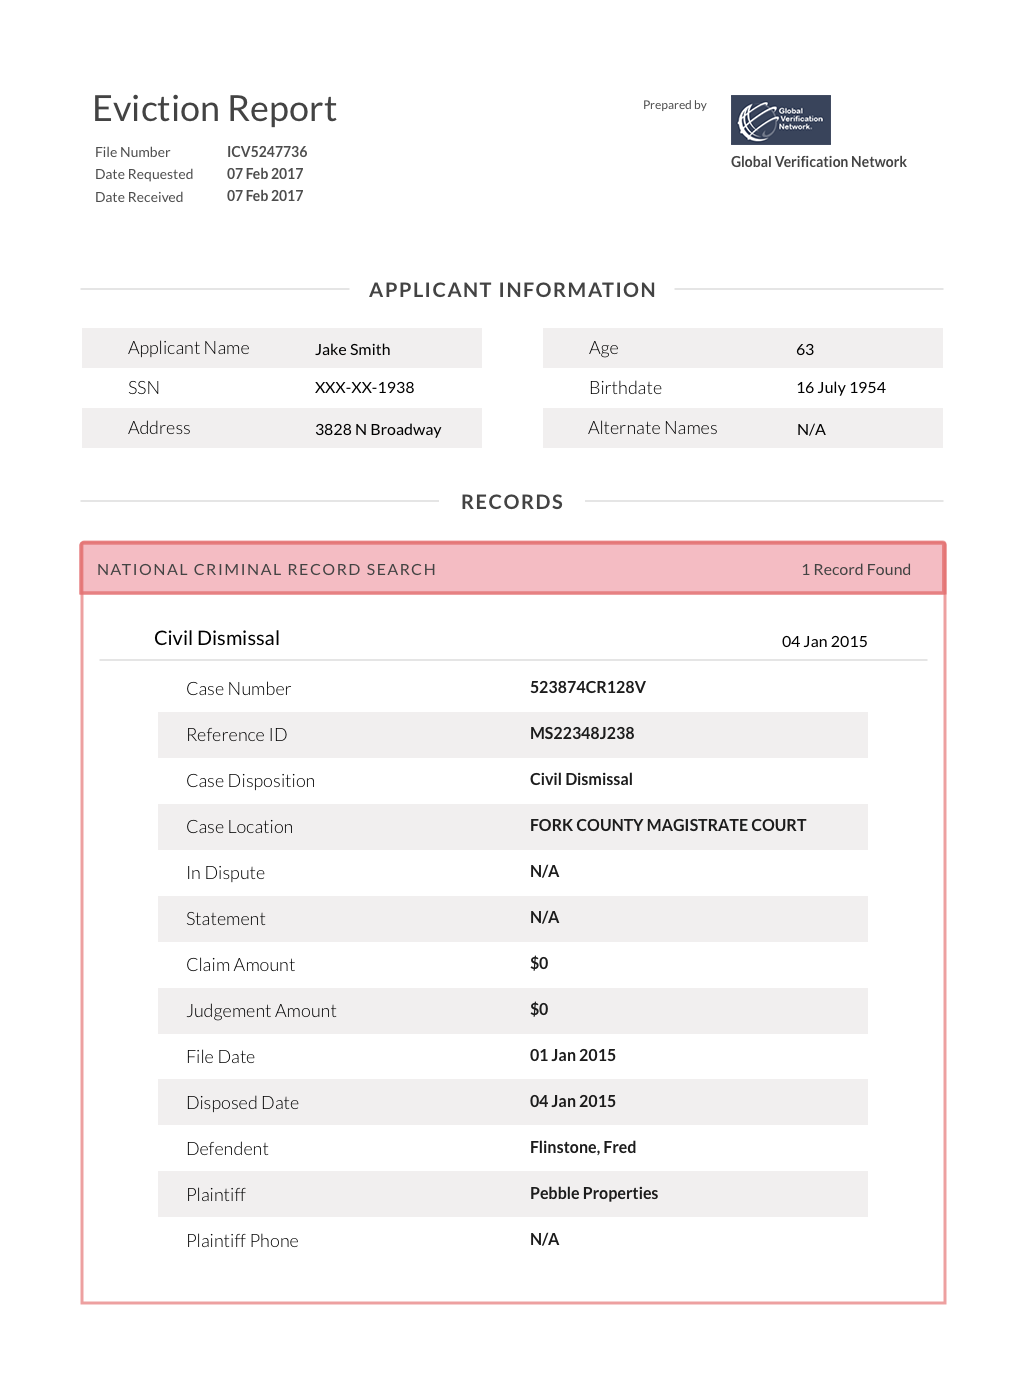 Eviction Report
Prepared by
Global
Verification
Network.
Global Verification Network
File Number ICV5247736
Date Requested 07 Feb 2017
Date Received 07 Feb 2017
APPLICANT INFORMATION
Applicant Name Jake Smith Age 63
SSN XXX-XX-1938 Birthdate 16 July 1954
Address 3828 N Broadway Alternate Names N/A
RECORDS
NATIONAL CRIMINAL RECORD SEARCH 1 Record Found
Civil Dismissal 04 Jan 2015
Case Number 523874CR128V
Reference ID MS22348J238
Case Disposition Civil Dismissal
Case Location FORK COUNTY MAGISTRATE COURT
In Dispute N/A
Statement N/A
Claim Amount $0
Judgement Amount $0
File Date 01 Jan 2015
Disposed Date 04 Jan 2015
Defendent Flinstone, Fred
Plaintiff Pebble Properties
Plaintiff Phone N/A